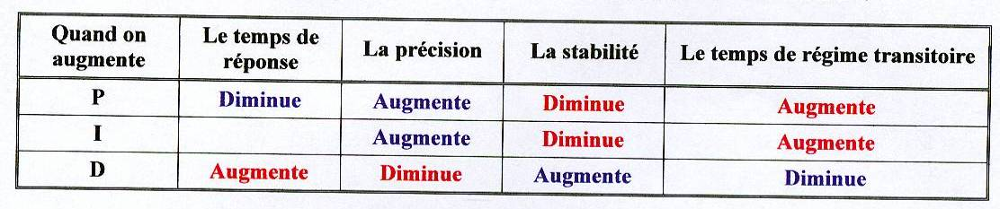 Quand on augmente | Le temps de réponse | La précision | La stabilité | Le temps de régime transitoire
P | Diminue | Augmente | Diminue | Augmente
I | | Augmente | Diminue | Augmente
D | Augmente | Diminue | Augmente | Diminue